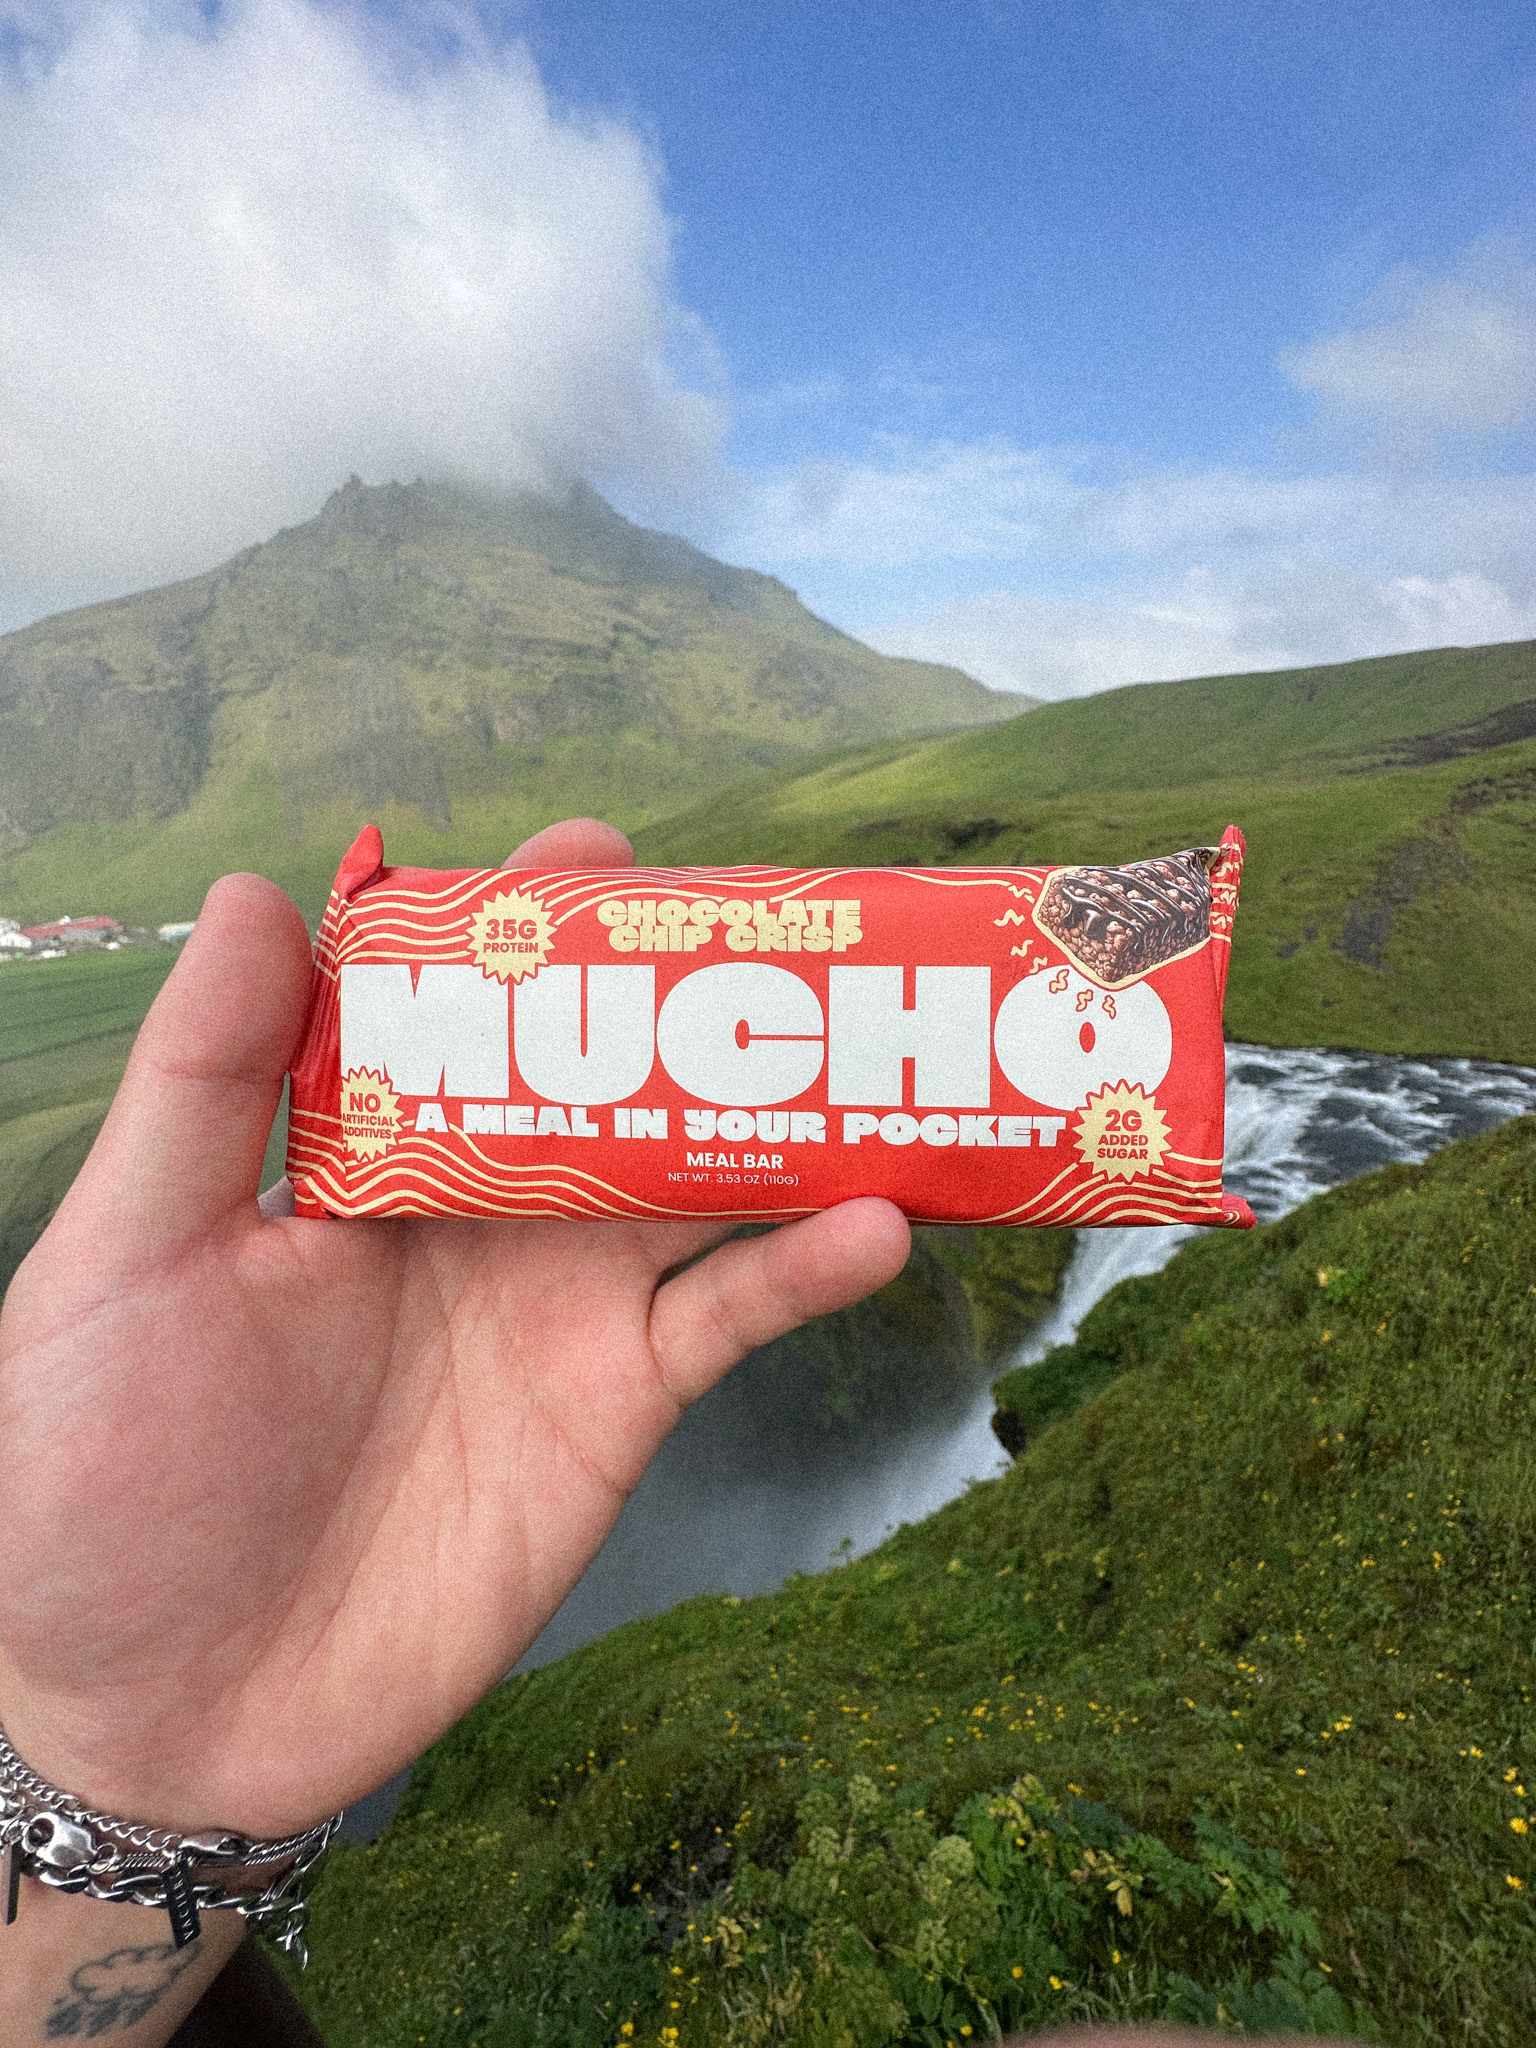 35G
PROTEIN
CHOCOLATE
CHIP CRISP
MUCHO
NO
ARTIFICIAL
ADDITIVES
A MEAL IN YOUR POCKET
2G
ADDED
SUGAR
MEAL BAR
NET WT. 3.53 OZ (110G)